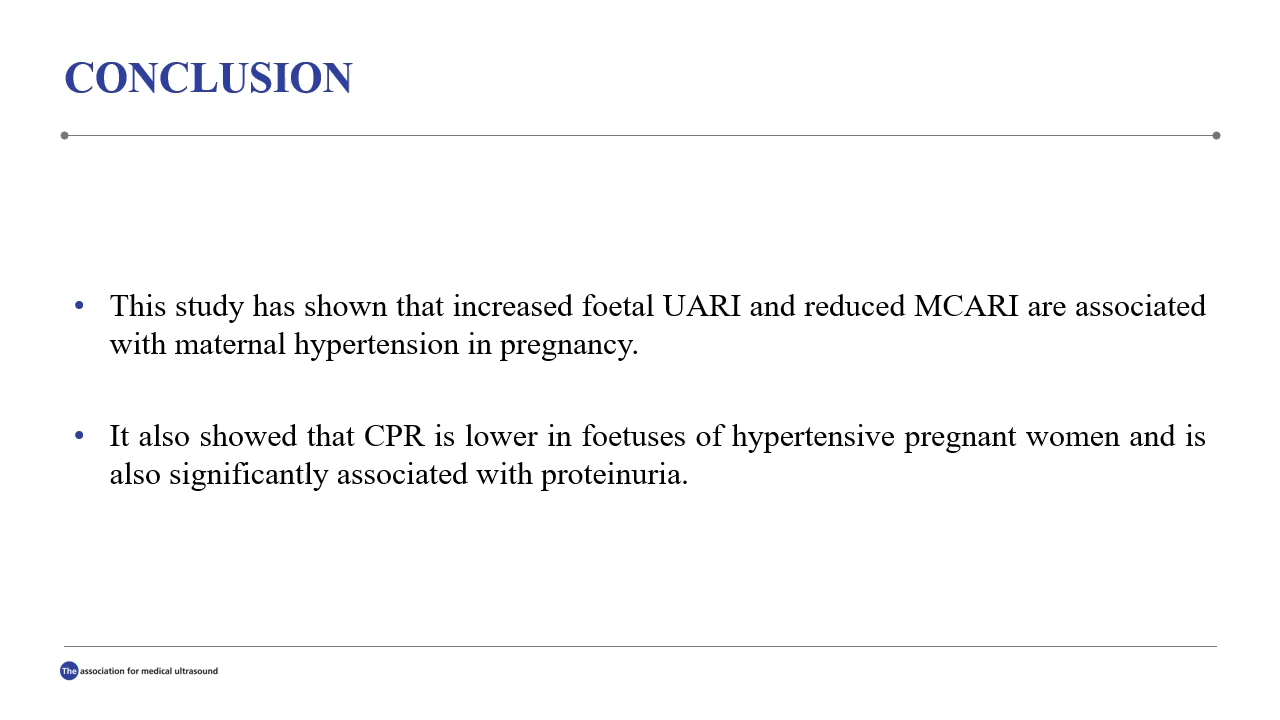 CONCLUSION
• This study has shown that increased foetal UARI and reduced MCARI are associated
with maternal hypertension in pregnancy.
• It also showed that CPR is lower in foetuses of hypertensive pregnant women and is
also significantly associated with proteinuria.
The association for medical ultrasound